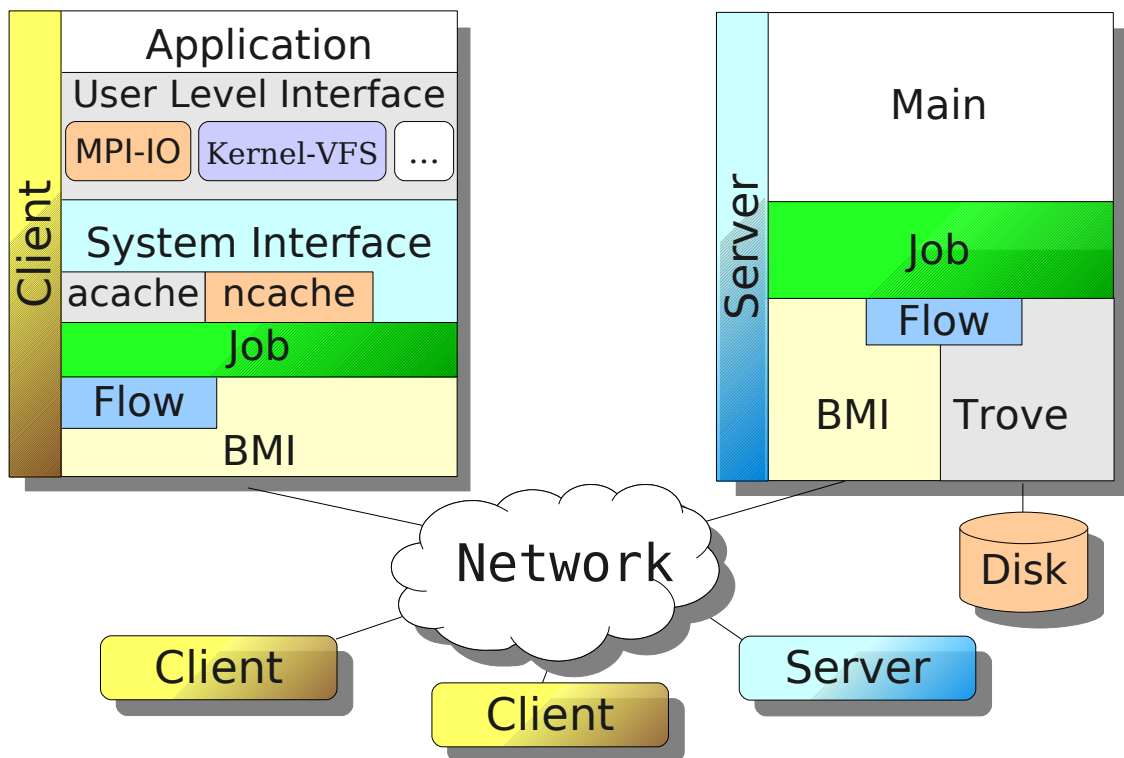 Client
Application
User Level Interface
MPI-IO
Kernel-VFS
...
System Interface
acache
ncache
Job
Flow
BMI
Server
Main
Job
Flow
BMI
Trove
Network
Disk
Client
Client
Server